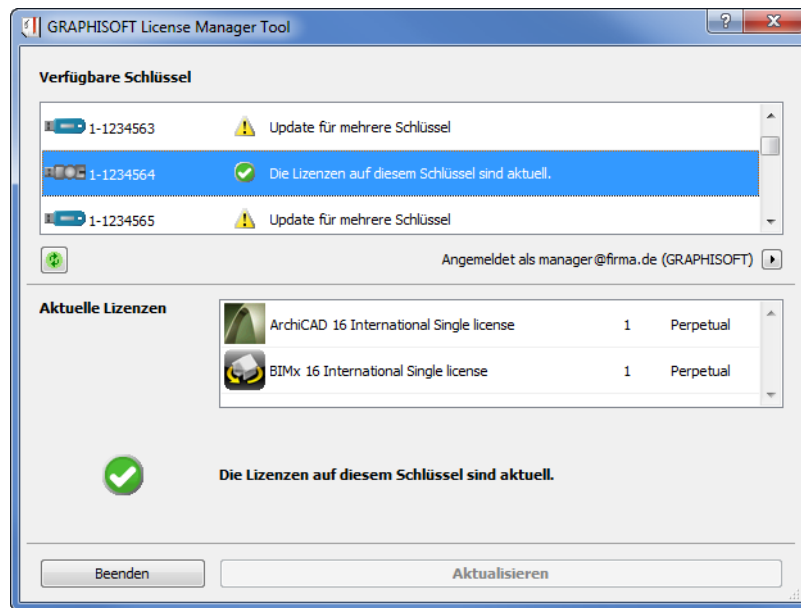 GRAPHISOFT License Manager Tool
Verfügbare Schlüssel
1-1234563 Update für mehrere Schlüssel
1-1234564 Die Lizenzen auf diesem Schlüssel sind aktuell.
1-1234565 Update für mehrere Schlüssel
Angemeldet als manager@firma.de (GRAPHISOFT)
Aktuelle Lizenzen
ArchiCAD 16 International Single license 1 Perpetual
BIMx 16 International Single license 1 Perpetual
Die Lizenzen auf diesem Schlüssel sind aktuell.
Beenden Aktualisieren